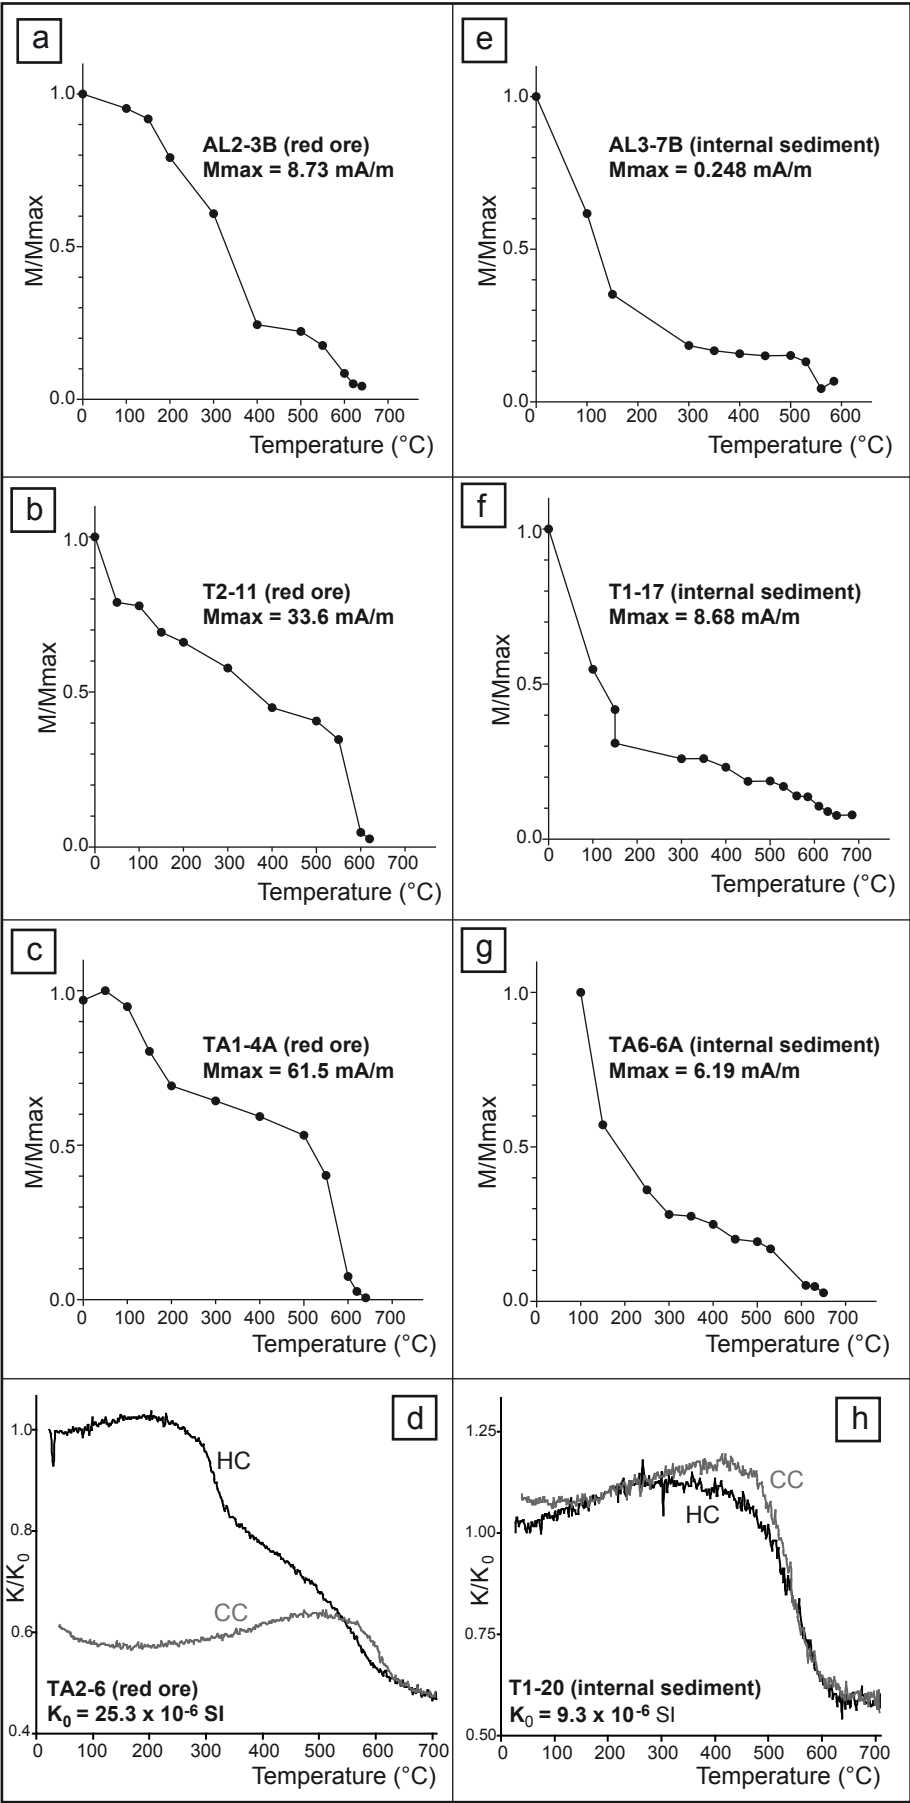 a
1.0
0.5
0.0
M/Mmax
AL2-3B (red ore)
Mmax = 8.73 mA/m
0 100 200 300 400 500 600 700
Temperature (°C)
e
1.0
0.5
0.0
M/Mmax
AL3-7B (internal sediment)
Mmax = 0.248 mA/m
0 100 200 300 400 500 600
Temperature (°C)
b
1.0
0.5
0.0
M/Mmax
T2-11 (red ore)
Mmax = 33.6 mA/m
0 100 200 300 400 500 600 700
Temperature (°C)
f
1.0
0.5
0.0
M/Mmax
T1-17 (internal sediment)
Mmax = 8.68 mA/m
0 100 200 300 400 500 600 700
Temperature (°C)
c
1.0
0.5
0.0
M/Mmax
TA1-4A (red ore)
Mmax = 61.5 mA/m
0 100 200 300 400 500 600 700
Temperature (°C)
g
1.0
0.5
0.0
M/Mmax
TA6-6A (internal sediment)
Mmax = 6.19 mA/m
0 100 200 300 400 500 600 700
Temperature (°C)
d
1.0
0.8
0.6
0.4
K/K₀
HC
CC
TA2-6 (red ore)
K₀ = 25.3 x 10⁻⁶ SI
0 100 200 300 400 500 600 700
Temperature (°C)
h
1.25
1.00
0.75
0.50
K/K₀
CC
HC
T1-20 (internal sediment)
K₀ = 9.3 x 10⁻⁶ SI
0 100 200 300 400 500 600 700
Temperature (°C)